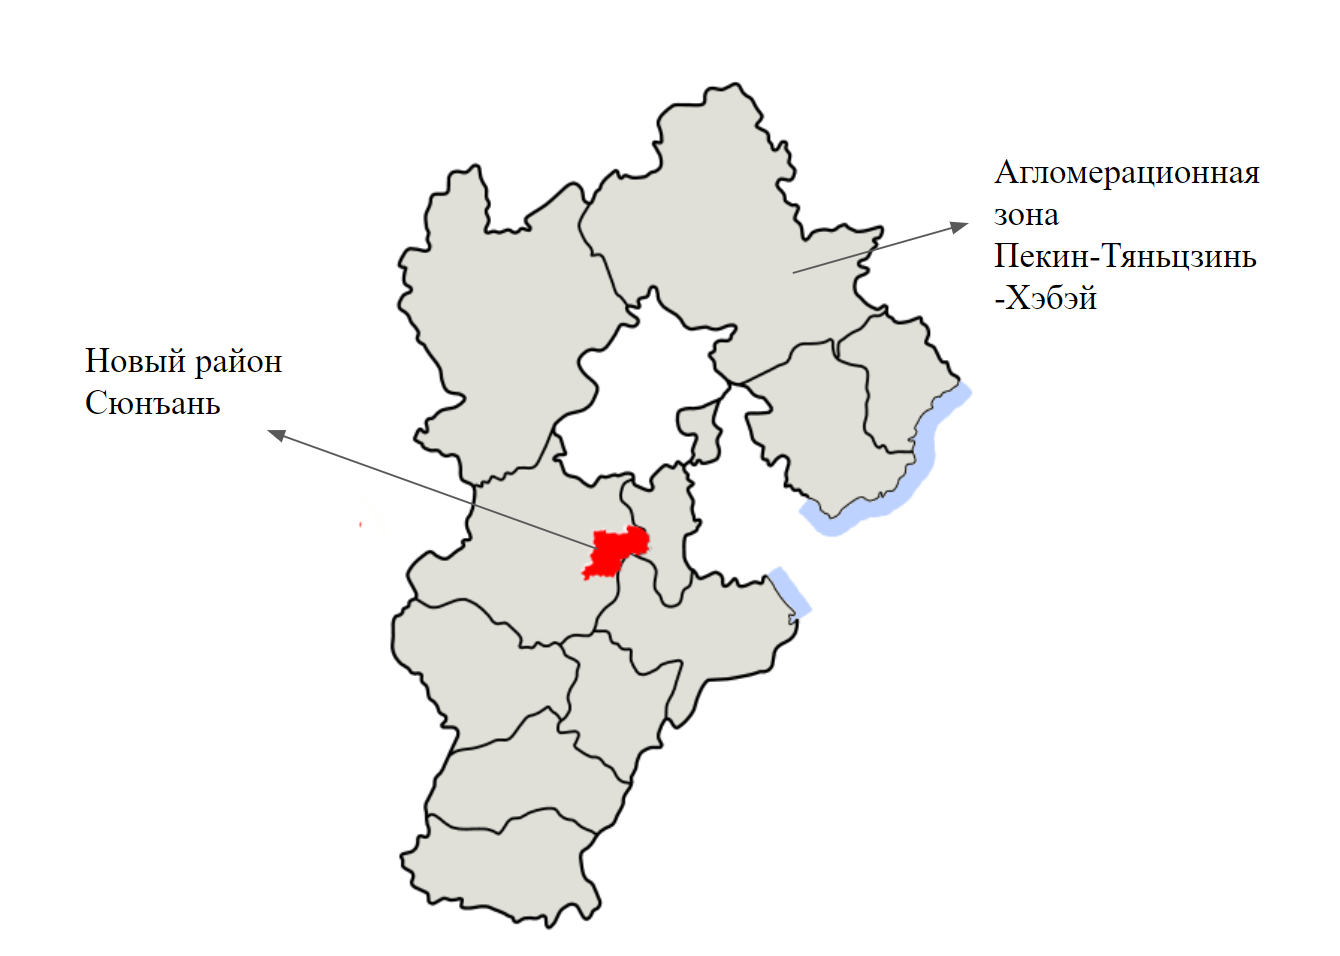 Агломерационная
зона
Пекин-Тяньцзинь
-Хэбэй
Новый район
Сюнъань